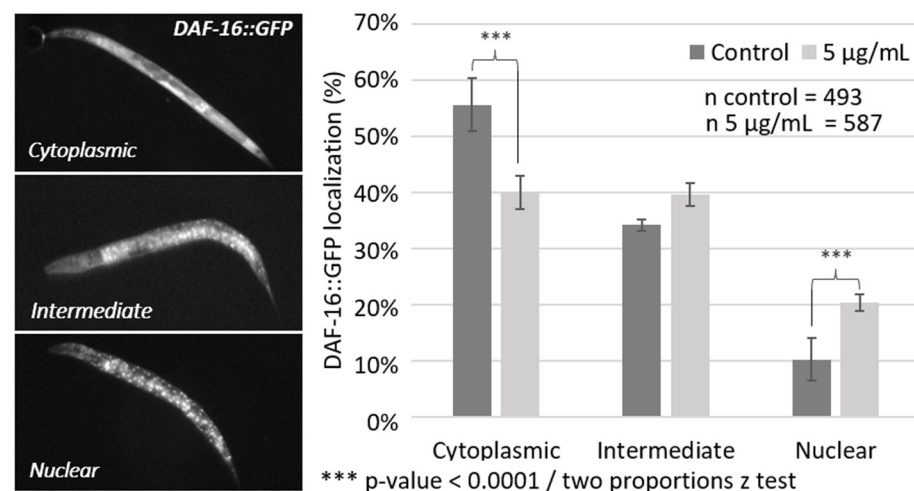 DAF-16::GFP
Cytoplasmic
Intermediate
Nuclear
DAF-16::GFP localization (%)
70%
60%
50%
40%
30%
20%
10%
0%
***
***
Control 5 µg/mL
n control = 493
n 5 µg/mL = 587
Cytoplasmic Intermediate Nuclear
*** p-value < 0.0001 / two proportions z test